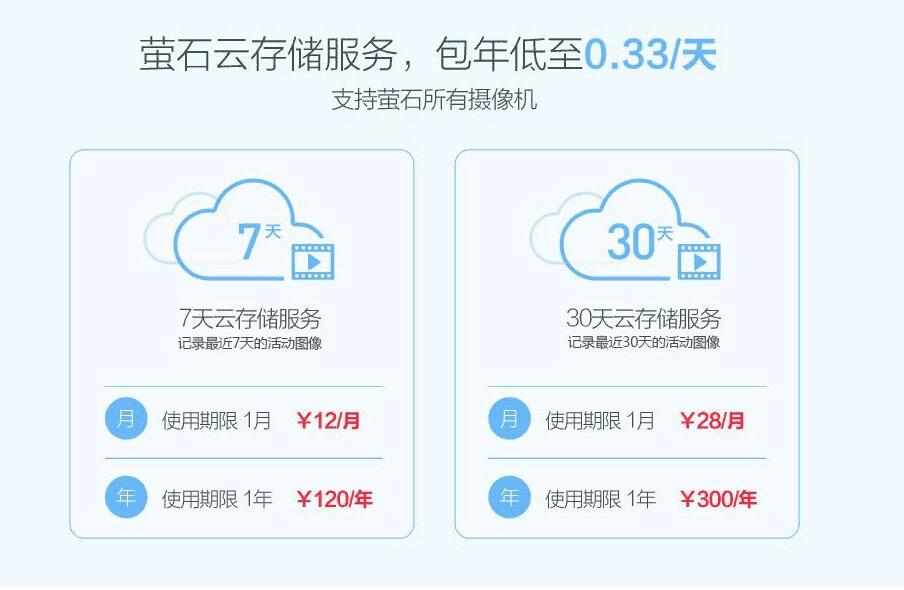 萤石云存储服务，包年低至0.33/天
支持萤石所有摄像机
7天
7天云存储服务
记录最近7天的活动图像
月 使用期限 1月 ￥12/月
年 使用期限 1年 ￥120/年
30天
30天云存储服务
记录最近30天的活动图像
月 使用期限 1月 ￥28/月
年 使用期限 1年 ￥300/年